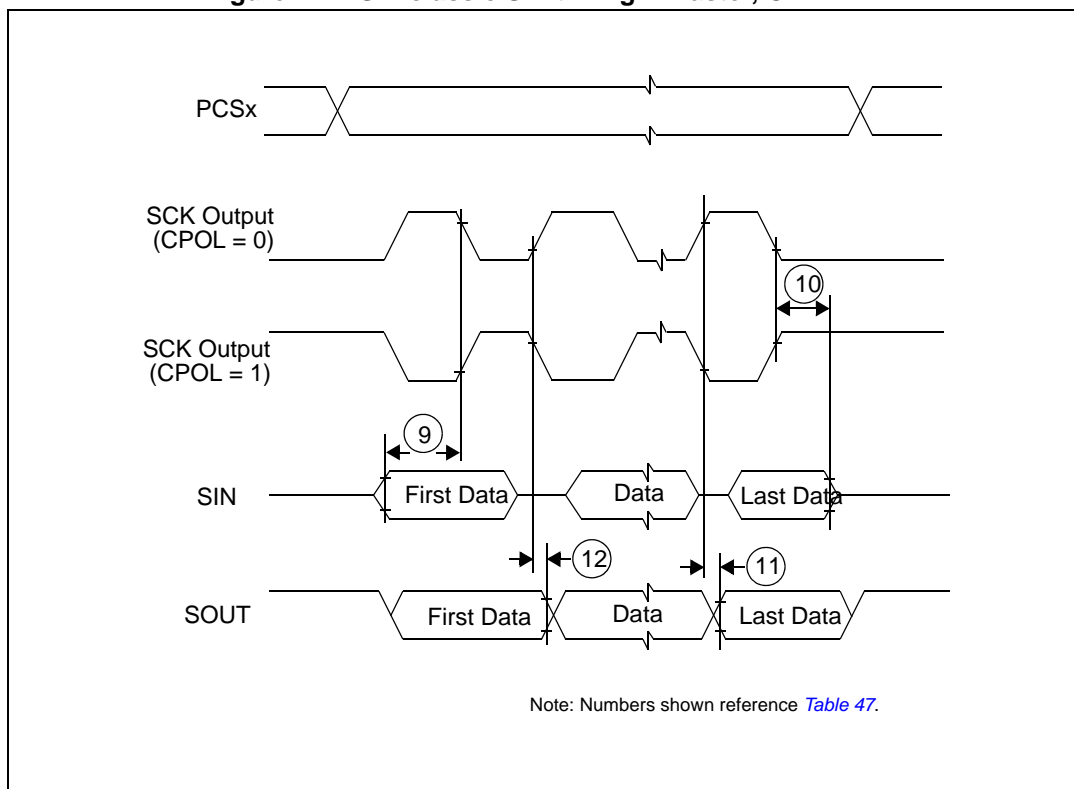 PCSx
SCK Output
(CPOL = 0)
10
SCK Output
(CPOL = 1)
9
SIN
First Data
Data
Last Data
12
11
SOUT
First Data
Data
Last Data
Note: Numbers shown reference Table 47.